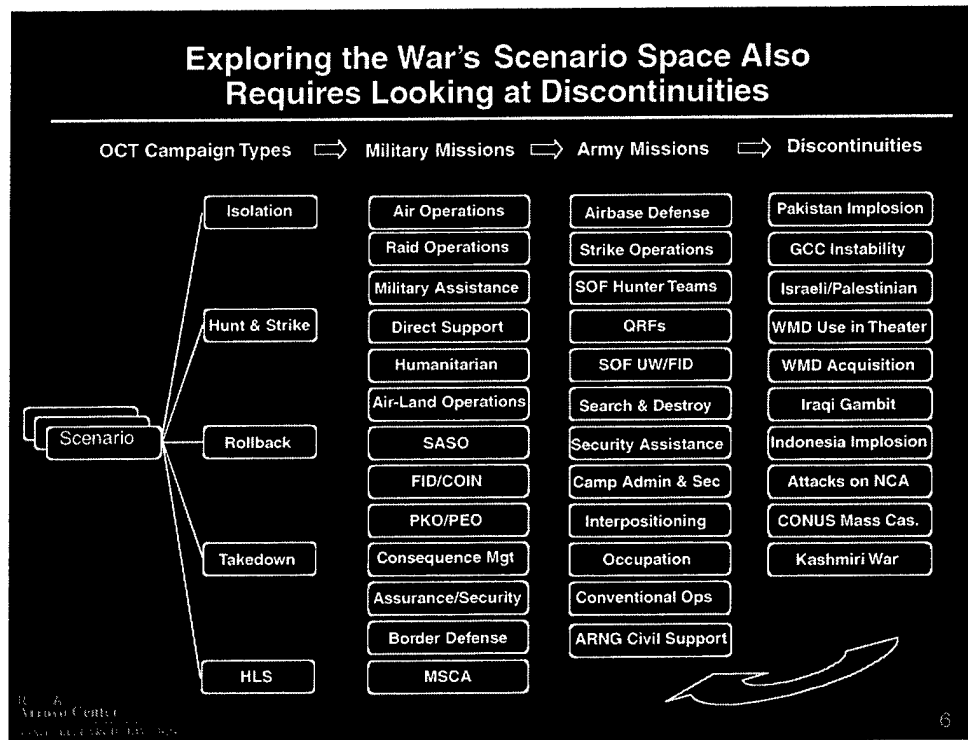 Exploring the War's Scenario Space Also
Requires Looking at Discontinuities
OCT Campaign Types
Military Missions
Army Missions
Discontinuities
Scenario
Isolation
Hunt & Strike
Rollback
Takedown
HLS
Air Operations
Raid Operations
Military Assistance
Direct Support
Humanitarian
Air-Land Operations
SASO
FID/COIN
PKO/PEO
Consequence Mgt
Assurance/Security
Border Defense
MSCA
Airbase Defense
Strike Operations
SOF Hunter Teams
QRFs
SOF UW/FID
Search & Destroy
Security Assistance
Camp Admin & Sec
Interpositioning
Occupation
Conventional Ops
ARNG Civil Support
Pakistan Implosion
GCC Instability
Israeli/Palestinian
WMD Use in Theater
WMD Acquisition
Iraqi Gambit
Indonesia Implosion
Attacks on NCA
CONUS Mass Cas.
Kashmiri War
Arroyo Center
6